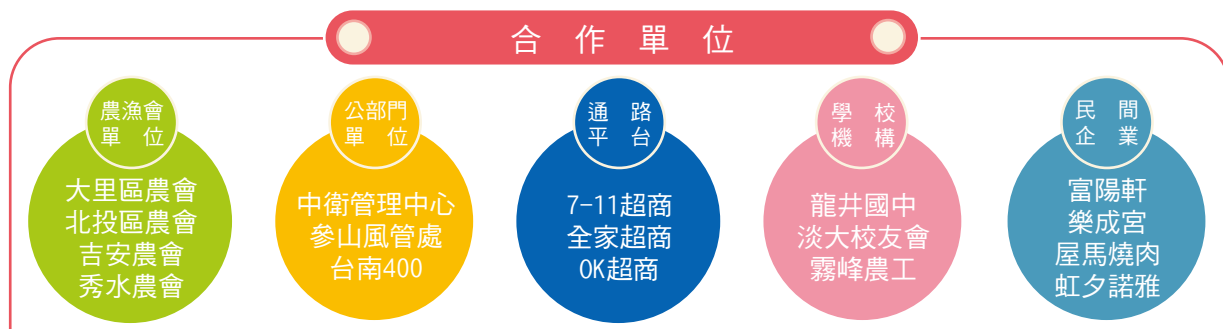 合作單位
農漁會
單位
大里區農會
北投區農會
吉安農會
秀水農會
公部門
單位
中衛管理中心
參山風管處
台南400
通路
平台
7-11超商
全家超商
OK超商
學校
機構
龍井國中
淡大校友會
霧峰農工
民間
企業
富陽軒
樂成宮
屋馬燒肉
虹夕諾雅